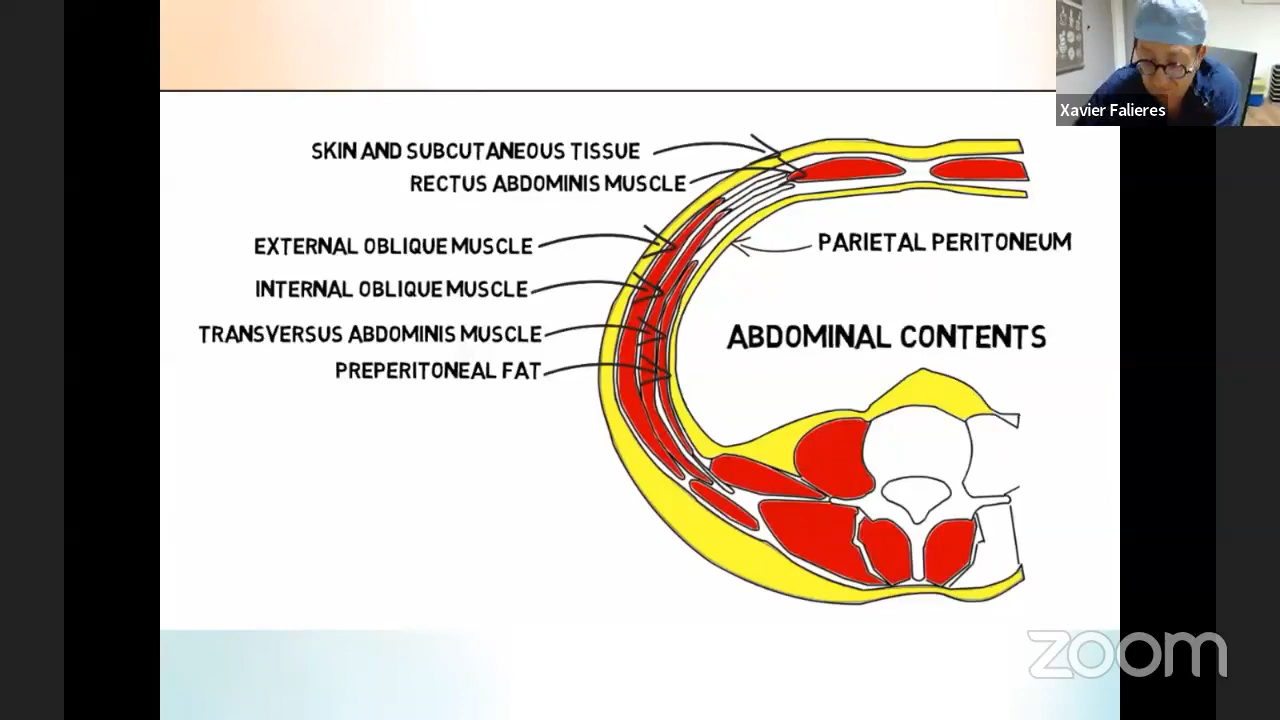 Xavier Falieres
SKIN AND SUBCUTANEOUS TISSUE
RECTUS ABDOMINIS MUSCLE
EXTERNAL OBLIQUE MUSCLE
PARIETAL PERITONEUM
INTERNAL OBLIQUE MUSCLE
TRANSVERSUS ABDOMINIS MUSCLE
ABDOMINAL CONTENTS
PREPERITONEAL FAT
zoom